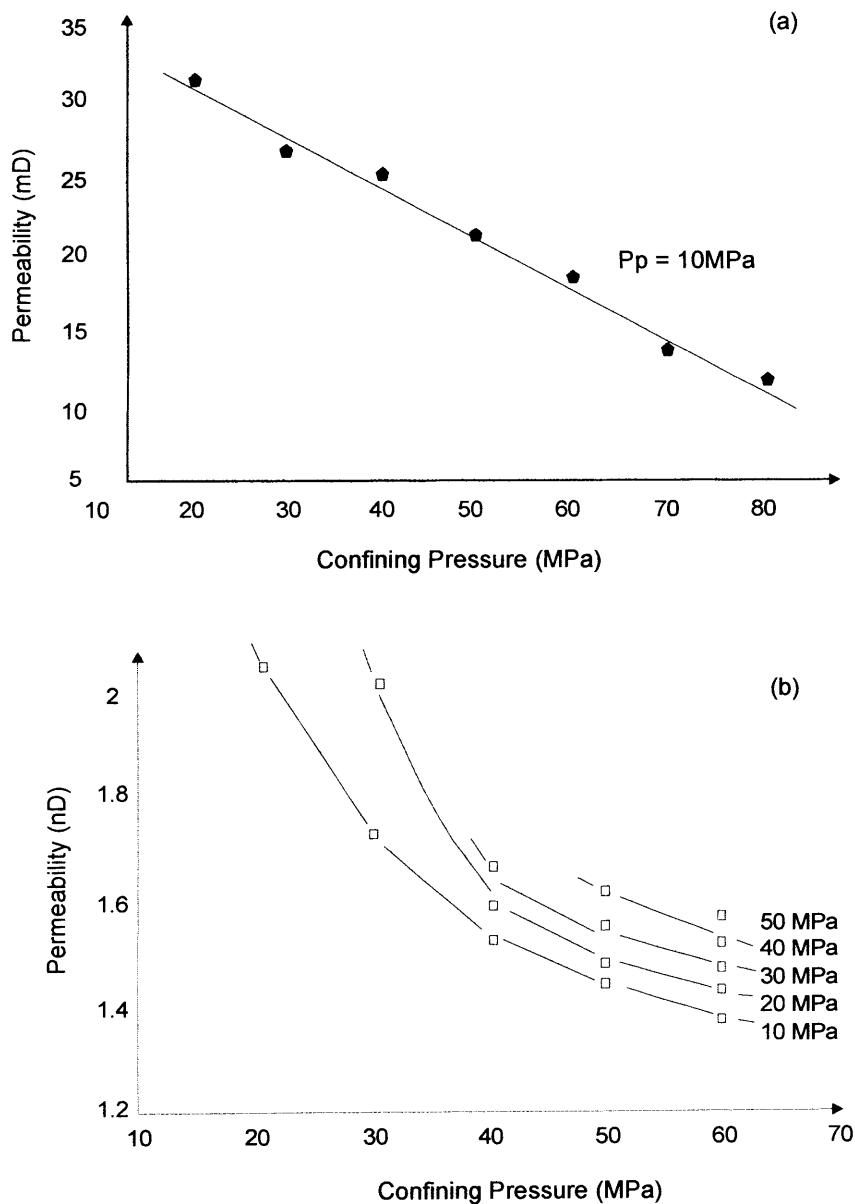 (a)
35
30
25
20
15
10
5
Permeability (mD)
Pp = 10MPa
10 20 30 40 50 60 70 80
Confining Pressure (MPa)
(b)
2
1.8
1.6
1.4
1.2
Permeability (nD)
50 MPa
40 MPa
30 MPa
20 MPa
10 MPa
10 20 30 40 50 60 70
Confining Pressure (MPa)